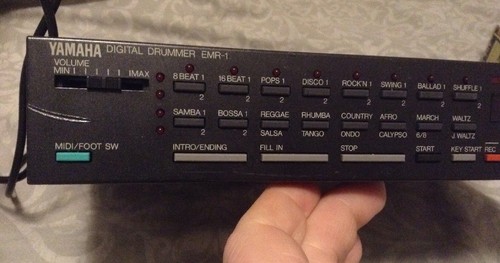 YAMAHA DIGITAL DRUMMER EMR-1
VOLUME
MIN MAX
8 BEAT 1 16 BEAT 1 POPS 1 DISCO 1 ROCK'N 1 SWING 1 BALLAD 1 SHUFFLE 1
2 2 2 2 2 2 2 2
SAMBA 1 BOSSA 1 REGGAE RHUMBA COUNTRY AFRO MARCH WALTZ
2 2 SALSA TANGO ONDO CALYPSO 6/8 J.WALTZ
MIDI/FOOT SW INTRO/ENDING FILL IN STOP START KEY START REC